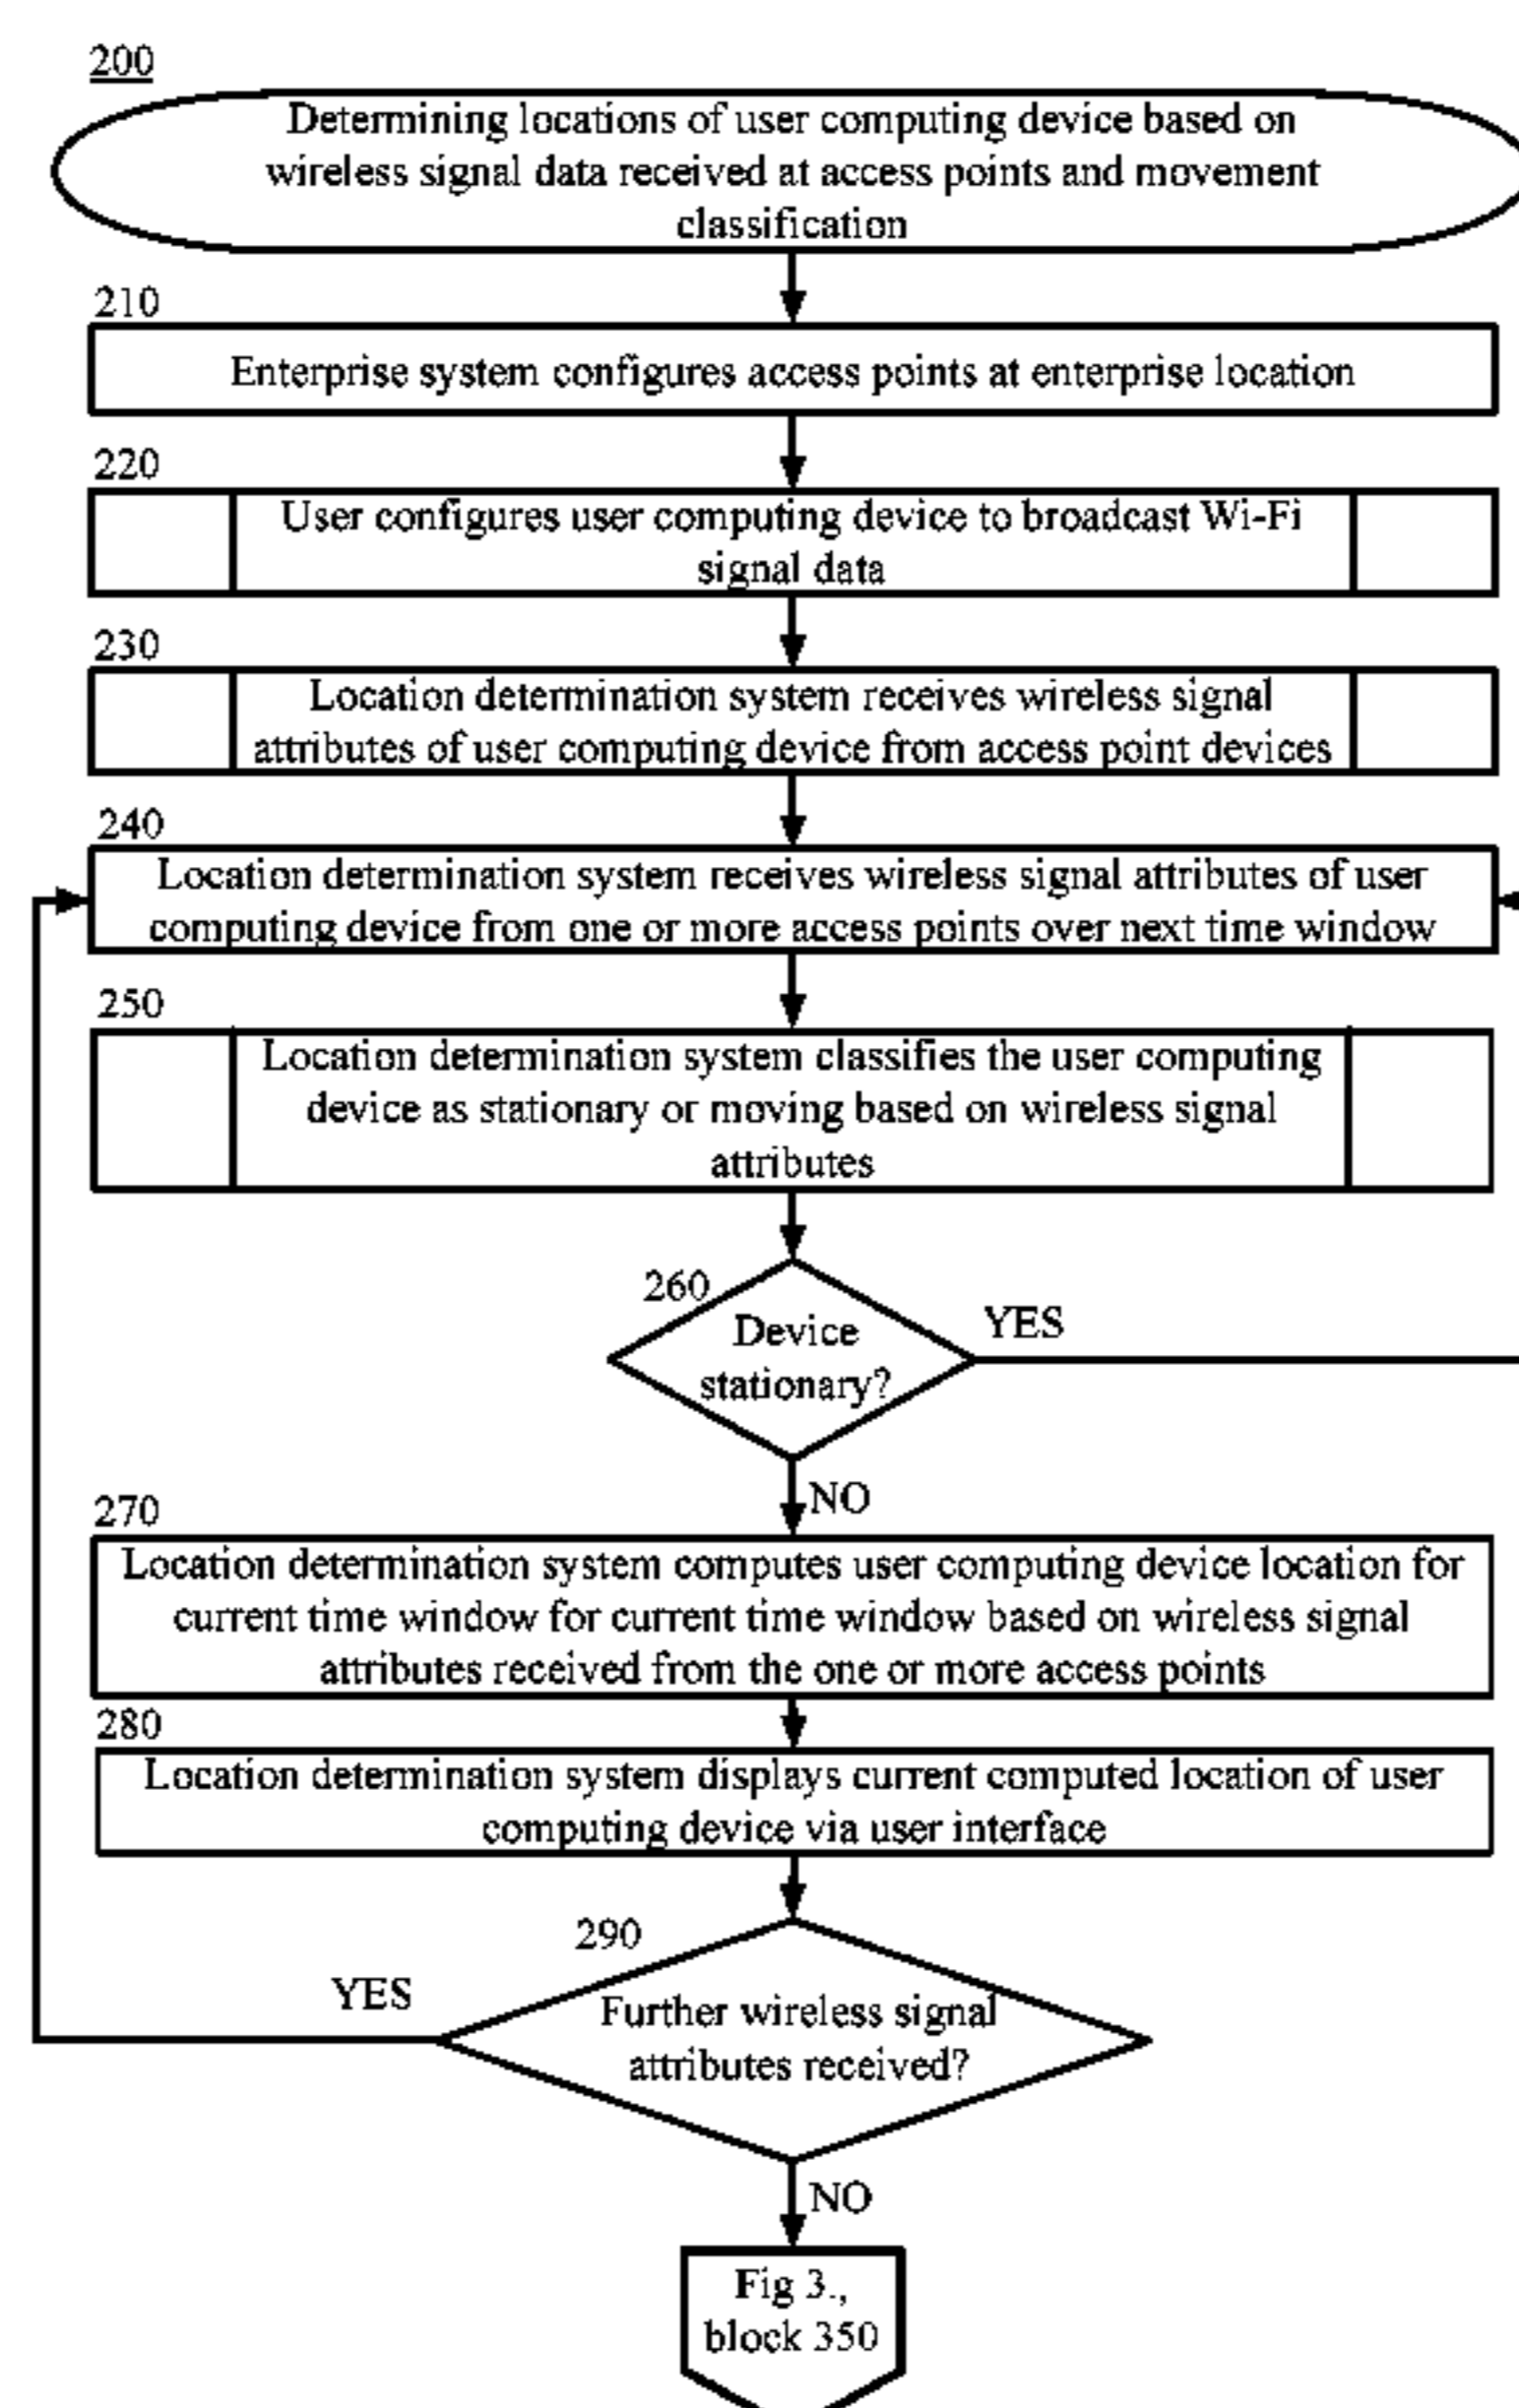 200
Determining locations of user computing device based on
wireless signal data received at access points and movement
classification
210
Enterprise system configures access points at enterprise location
220
User configures user computing device to broadcast Wi-Fi
signal data
230
Location determination system receives wireless signal
attributes of user computing device from access point devices
240
Location determination system receives wireless signal attributes of user
computing device from one or more access points over next time window
250
Location determination system classifies the user computing
device as stationary or moving based on wireless signal
attributes
260
Device
stationary?
YES
NO
270
Location determination system computes user computing device location for
current time window for current time window based on wireless signal
attributes received from the one or more access points
280
Location determination system displays current computed location of user
computing device via user interface
290
YES
Further wireless signal
attributes received?
NO
Fig 3.,
block 350